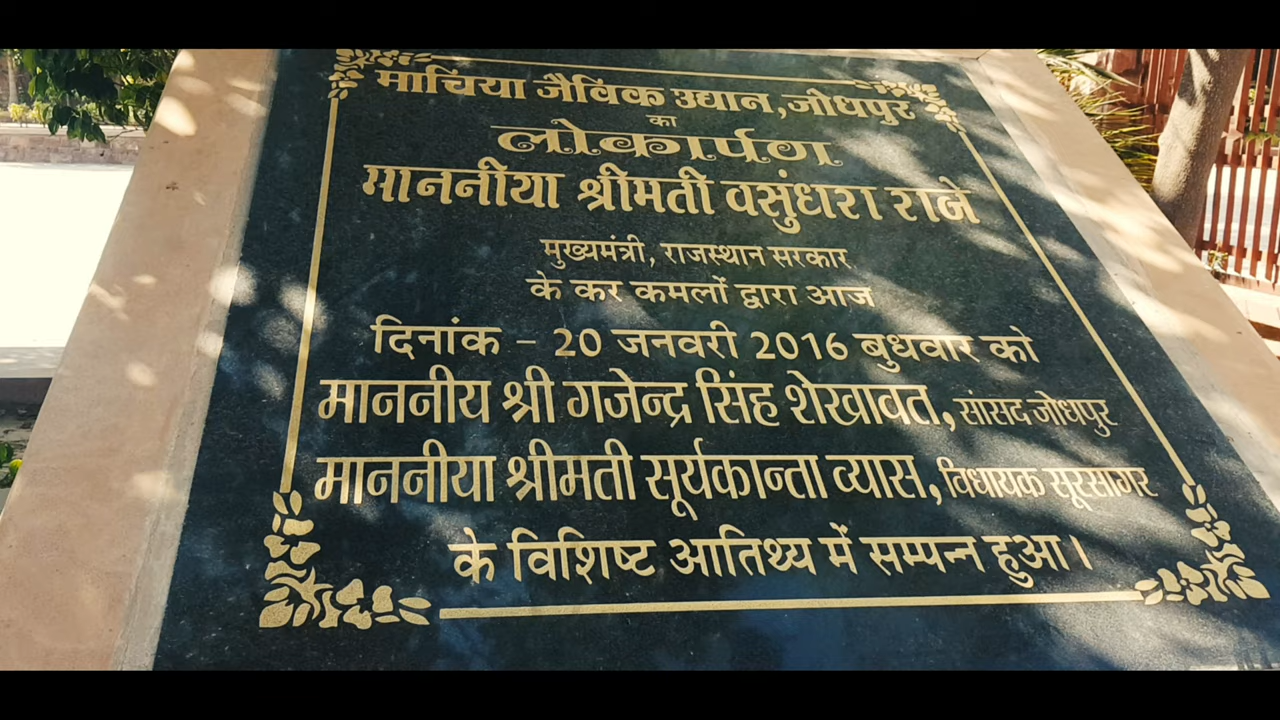 माचिया जैविक उद्यान, जोधपुर
का
लोकार्पण
माननीया श्रीमती वसुंधरा राजे
मुख्यमंत्री, राजस्थान सरकार
के कर कमलों द्वारा आज
दिनांक – 20 जनवरी 2016 बुधवार को
माननीय श्री गजेन्द्र सिंह शेखावत, सांसद जोधपुर
माननीया श्रीमती सूर्यकान्ता व्यास, विधायक सूरसागर
के विशिष्ट आतिथ्य में सम्पन्न हुआ।